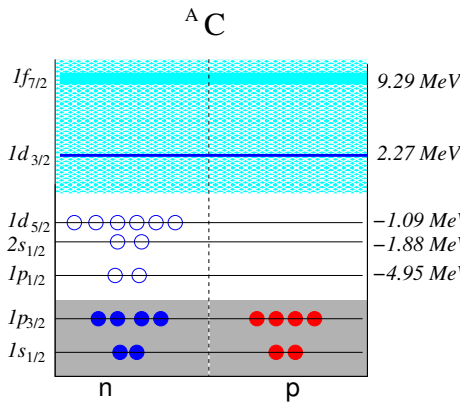 A C
1f7/2 9.29 MeV
1d3/2 2.27 MeV
1d5/2 −1.09 MeV
2s1/2 −1.88 MeV
1p1/2 −4.95 MeV
1p3/2
1s1/2
n p